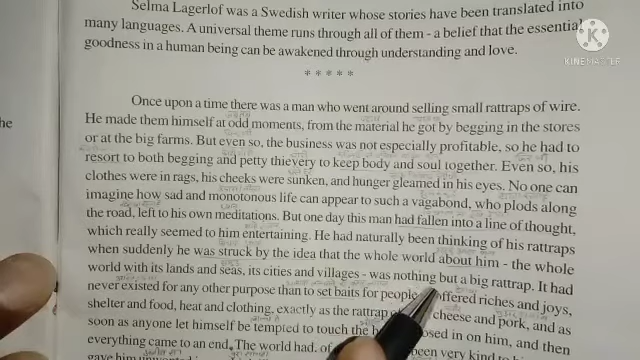 Selma Lagerlof was a Swedish writer whose stories have been translated into
many languages. A universal theme runs through all of them - a belief that the essential
goodness in a human being can be awakened through understanding and love.
KINEMASTER
* * * * *
Once upon a time there was a man who went around selling small rattraps of wire.
he
He made them himself at odd moments, from the material he got by begging in the stores
or at the big farms. But even so, the business was not especially profitable, so he had to
resort to both begging and petty thievery to keep body and soul together. Even so, his
clothes were in rags, his cheeks were sunken, and hunger gleamed in his eyes. No one can
imagine how sad and monotonous life can appear to such a vagabond, who plods along
the road, left to his own meditations. But one day this man had fallen into a line of thought,
which really seemed to him entertaining. He had naturally been thinking of his rattraps
when suddenly he was struck by the idea that the whole world about him - the whole
world with its lands and seas, its cities and villages - was nothing but a big rattrap. It had
never existed for any other purpose than to set baits for people. offered riches and joys,
shelter and food, heat and clothing, exactly as the rattrap cheese and pork, and as
soon as anyone let himself be tempted to touch the in on him, and then
everything came to an end. The world had, of been very kind to
gave him